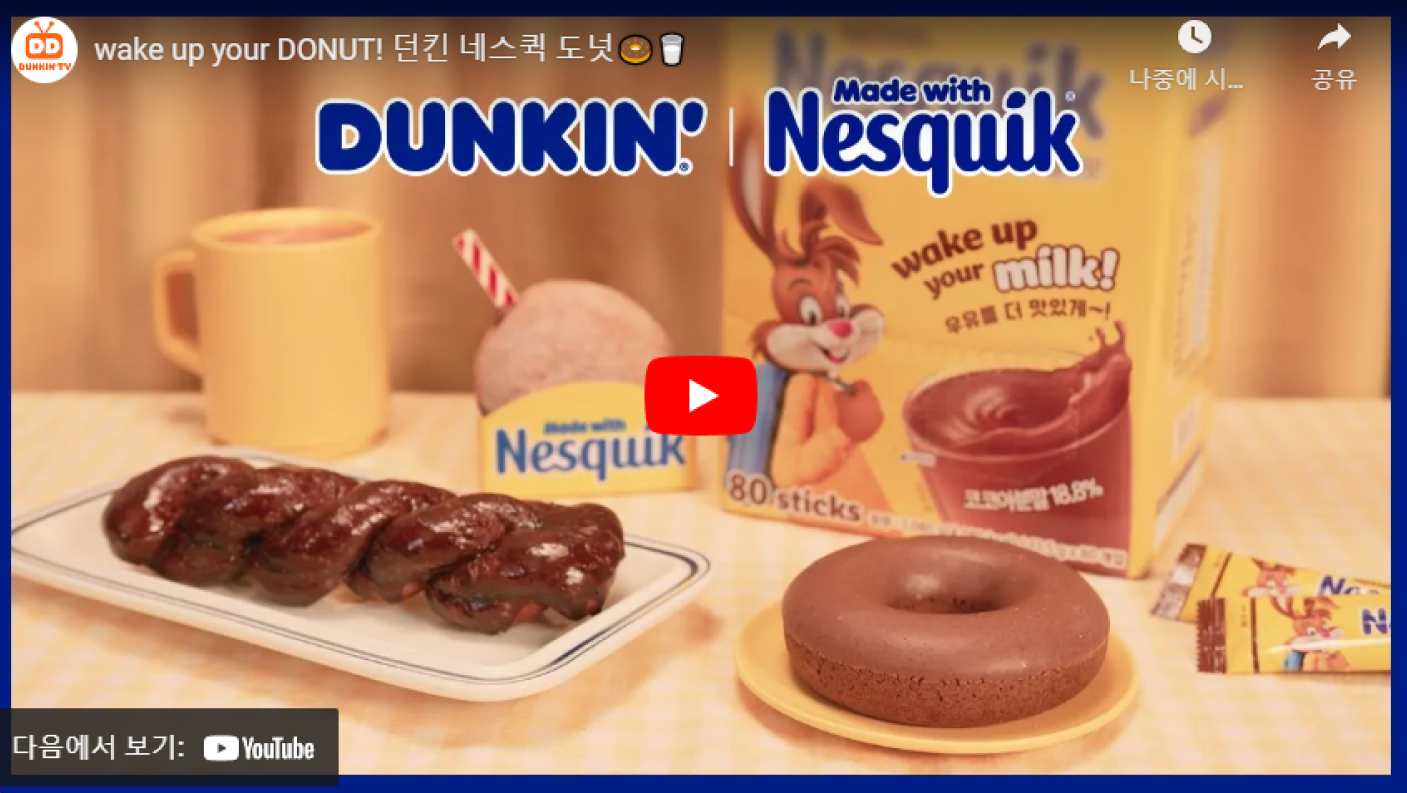 DD
DUNKIN'TV
wake up your DONUT! 던킨 네스퀵 도넛🍩🥛
나중에 시...
공유
DUNKIN'®
Made with
Nesquik®
Nesquik
wake up
your milk!
우유를 더 맛있게~!
Made with
Nesquik
80 sticks
코코아분말 18.8%
다음에서 보기: YouTube